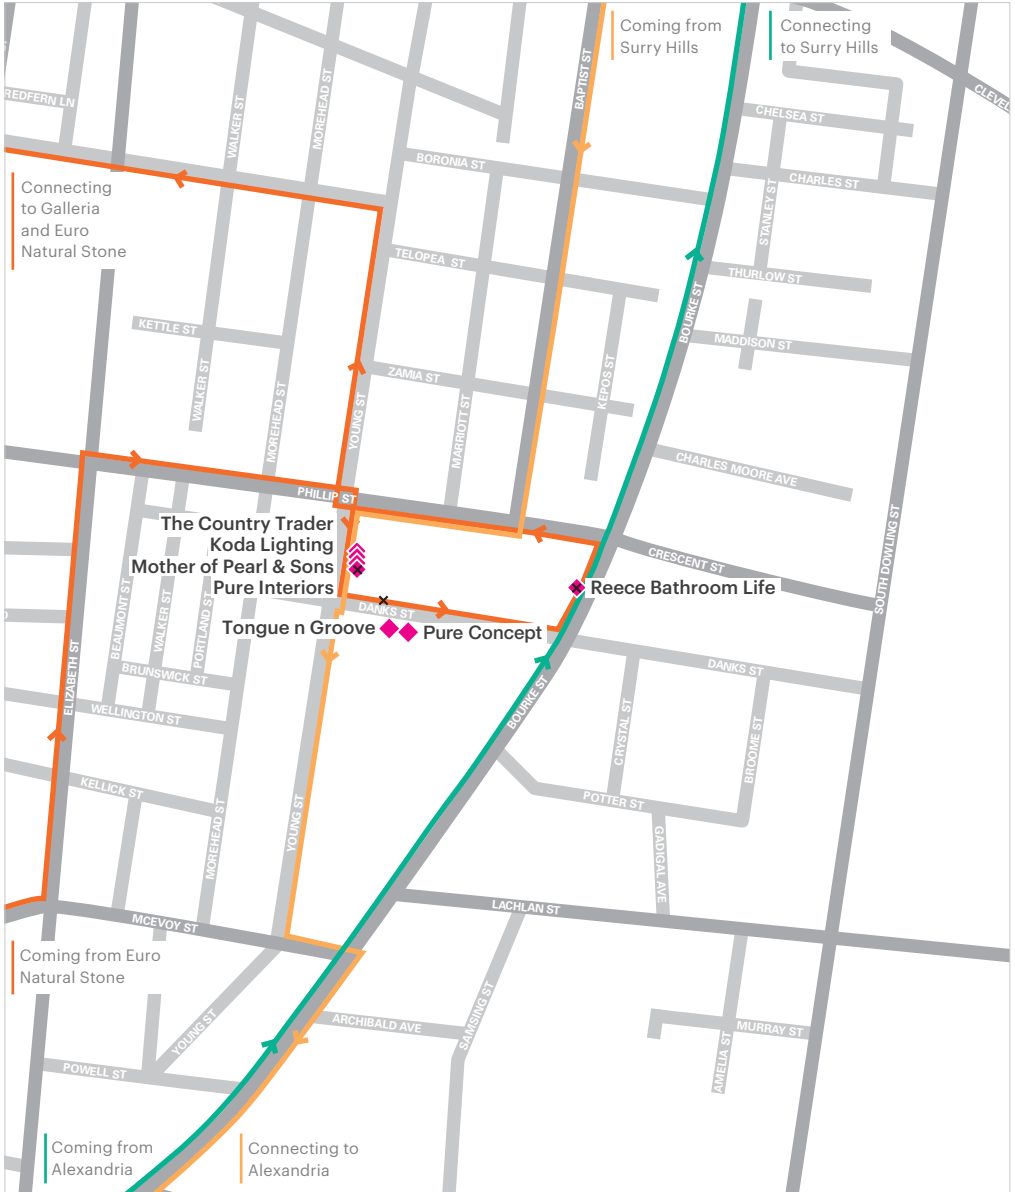 Coming from
Surry Hills
Connecting
to Surry Hills
REDFERN LN
WALKER ST
MOREHEAD ST
BAPTIST ST
CLEVEL
CHELSEA ST
BORONIA ST
CHARLES ST
STANLEY ST
Connecting
to Galleria
and Euro
Natural Stone
TELOPEA ST
THURLOW ST
BOURKE ST
KETTLE ST
MADDISON ST
WALKER ST
MOREHEAD ST
YOUNG ST
ZAMIA ST
MARRIOTT ST
KEPOS ST
CHARLES MOORE AVE
PHILLIP ST
The Country Trader
Koda Lighting
Mother of Pearl & Sons
Pure Interiors
CRESCENT ST
SOUTH DOWLING ST
Reece Bathroom Life
DANKS ST
Tongue n Groove
Pure Concept
BEAUMONT ST
WALKER ST
PORTLAND ST
ELIZABETH ST
BRUNSWICK ST
WELLINGTON ST
DANKS ST
BOURKE ST
CRYSTAL ST
BROOME ST
KELLICK ST
MOREHEAD ST
YOUNG ST
POTTER ST
GADIGAL AVE
MCEVOY ST
LACHLAN ST
Coming from Euro
Natural Stone
YOUNG ST
ARCHIBALD AVE
SAMSING ST
MURRAY ST
AMELIA ST
POWELL ST
Coming from
Alexandria
Connecting to
Alexandria